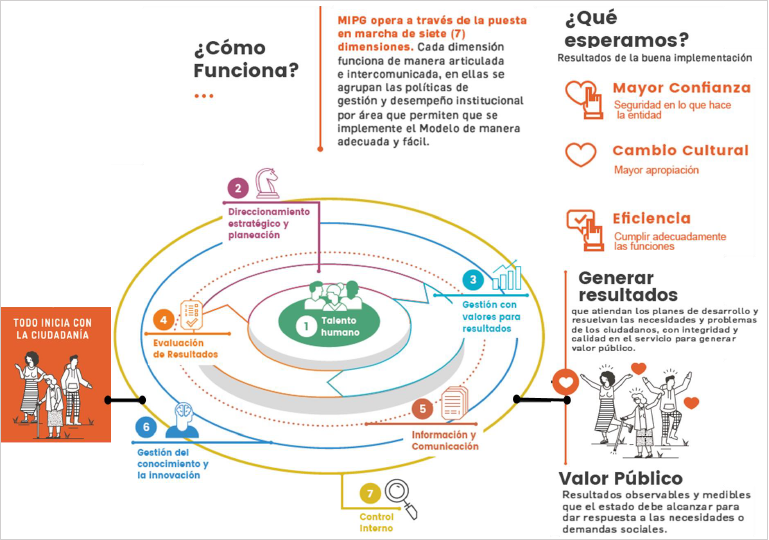 ¿Cómo
Funciona?
MIPG opera a través de la puesta
en marcha de siete (7)
dimensiones. Cada dimensión
funciona de manera articulada
e intercomunicada, en ellas se
agrupan las políticas de
gestión y desempeño institucional
por área que permiten que se
implemente el Modelo de manera
adecuada y fácil.
¿Qué
esperamos?
Resultados de la buena implementación
Mayor Confianza
Seguridad en lo que hace
la entidad
Cambio Cultural
Mayor apropiación
Eficiencia
Cumplir adecuadamente
las funciones
Generar
resultados
que atiendan los planes de desarrollo y
resuelvan las necesidades y problemas
de los ciudadanos, con integridad y
calidad en el servicio para generar
valor público.
Valor Público
Resultados observables y medibles
que el estado debe alcanzar para
dar respuesta a las necesidades o
demandas sociales.
TODO INICIA CON
LA CIUDADANÍA
1
Talento
humano
2
Direccionamiento
estratégico y
planeación
3
Gestión con
valores para
resultados
4
Evaluación
de Resultados
5
Información y
Comunicación
6
Gestión del
conocimiento y
la innovación
7
Control
Interno